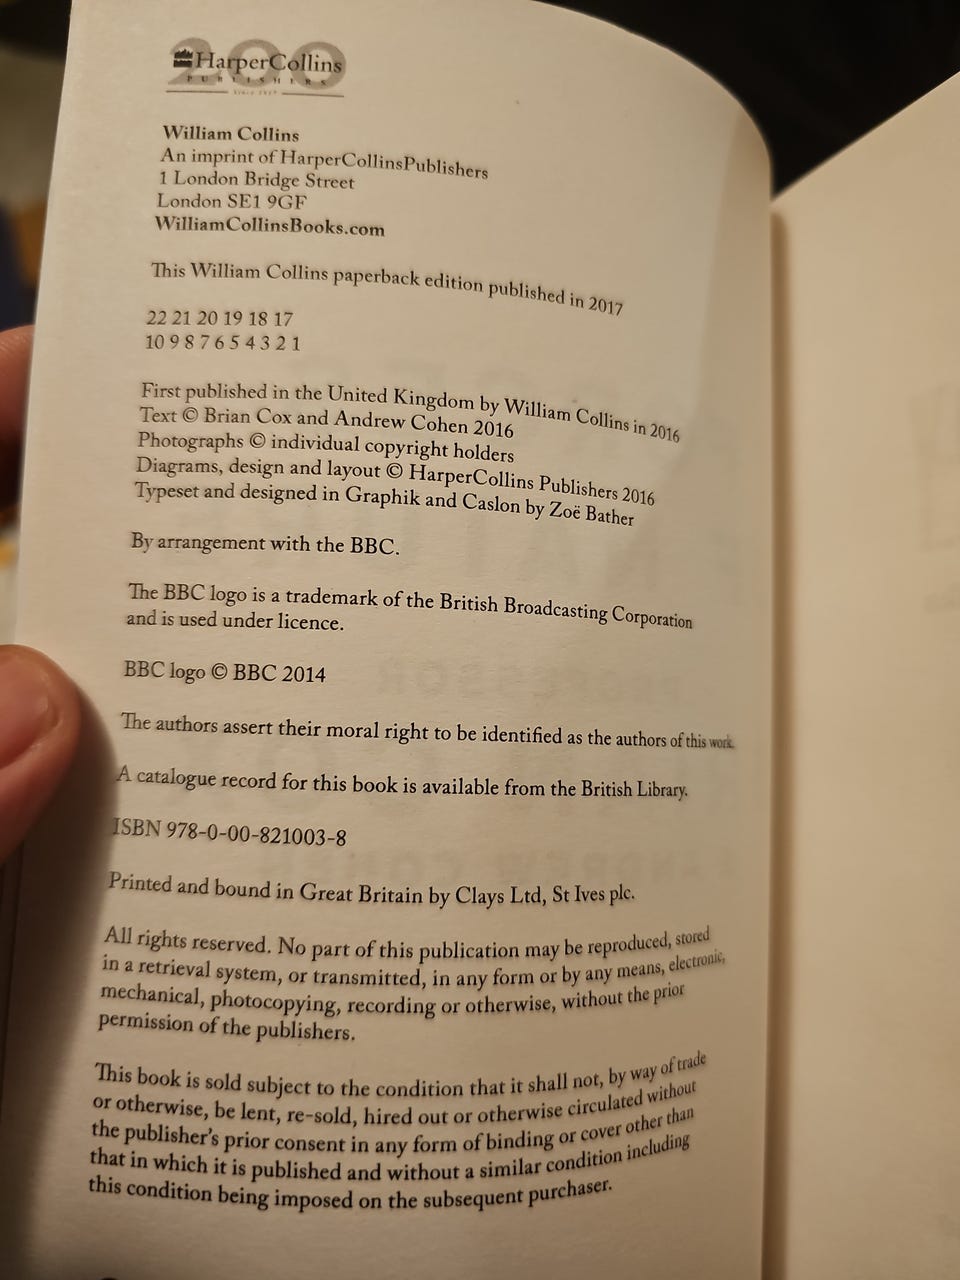 200
HarperCollins
PUBLISHERS
Since 1817
William Collins
An imprint of HarperCollinsPublishers
1 London Bridge Street
London SE1 9GF
WilliamCollinsBooks.com
This William Collins paperback edition published in 2017
22 21 20 19 18 17
10 9 8 7 6 5 4 3 2 1
First published in the United Kingdom by William Collins in 2016
Text © Brian Cox and Andrew Cohen 2016
Photographs © individual copyright holders
Diagrams, design and layout © HarperCollins Publishers 2016
Typeset and designed in Graphik and Caslon by Zoë Bather
By arrangement with the BBC.
The BBC logo is a trademark of the British Broadcasting Corporation
and is used under licence.
BBC logo © BBC 2014
The authors assert their moral right to be identified as the authors of this work.
A catalogue record for this book is available from the British Library.
ISBN 978-0-00-821003-8
Printed and bound in Great Britain by Clays Ltd, St Ives plc.
All rights reserved. No part of this publication may be reproduced, stored
in a retrieval system, or transmitted, in any form or by any means, electronic,
mechanical, photocopying, recording or otherwise, without the prior
permission of the publishers.
This book is sold subject to the condition that it shall not, by way of trade
or otherwise, be lent, re-sold, hired out or otherwise circulated without
the publisher's prior consent in any form of binding or cover other than
that in which it is published and without a similar condition including
this condition being imposed on the subsequent purchaser.